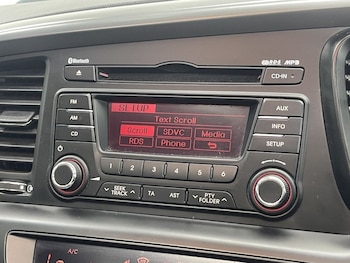 Bluetooth MP3
CD-IN
FM AUX
SETUP
Text Scroll
AM INFO
Scroll SDVC Media
CD SETUP
RDS Phone
1 2 3 4 5 6
SEEK TRACK TA AST PTY FOLDER
A/C